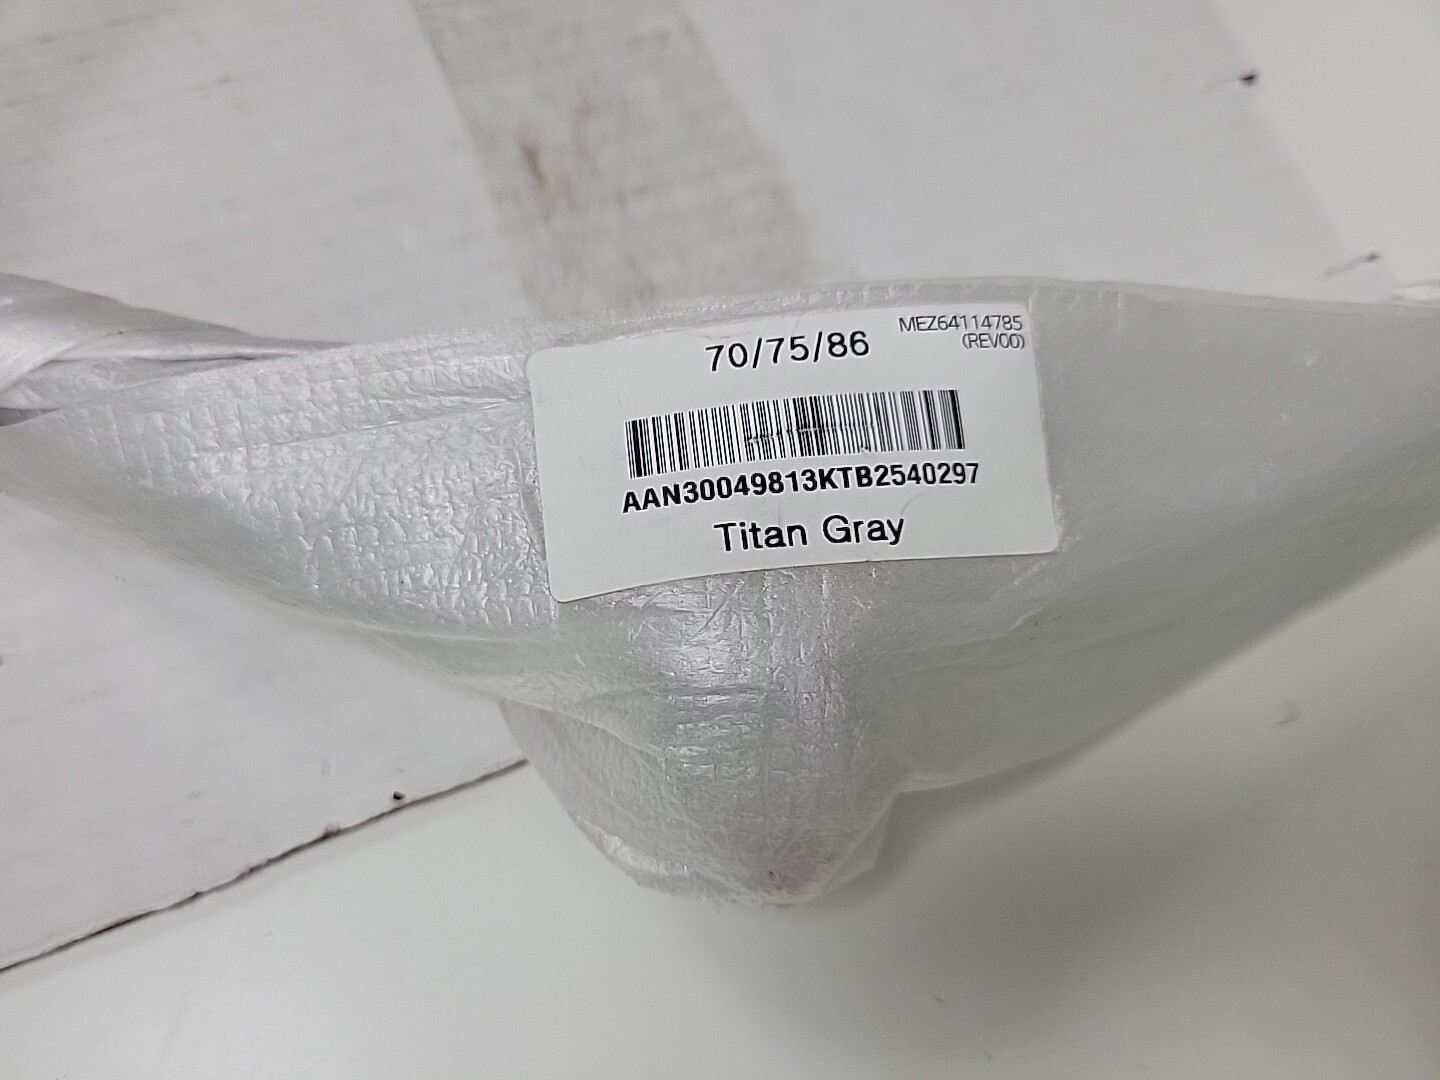 70/75/86
MEZ64114785
(REV00)
AAN30049813KTB2540297
Titan Gray